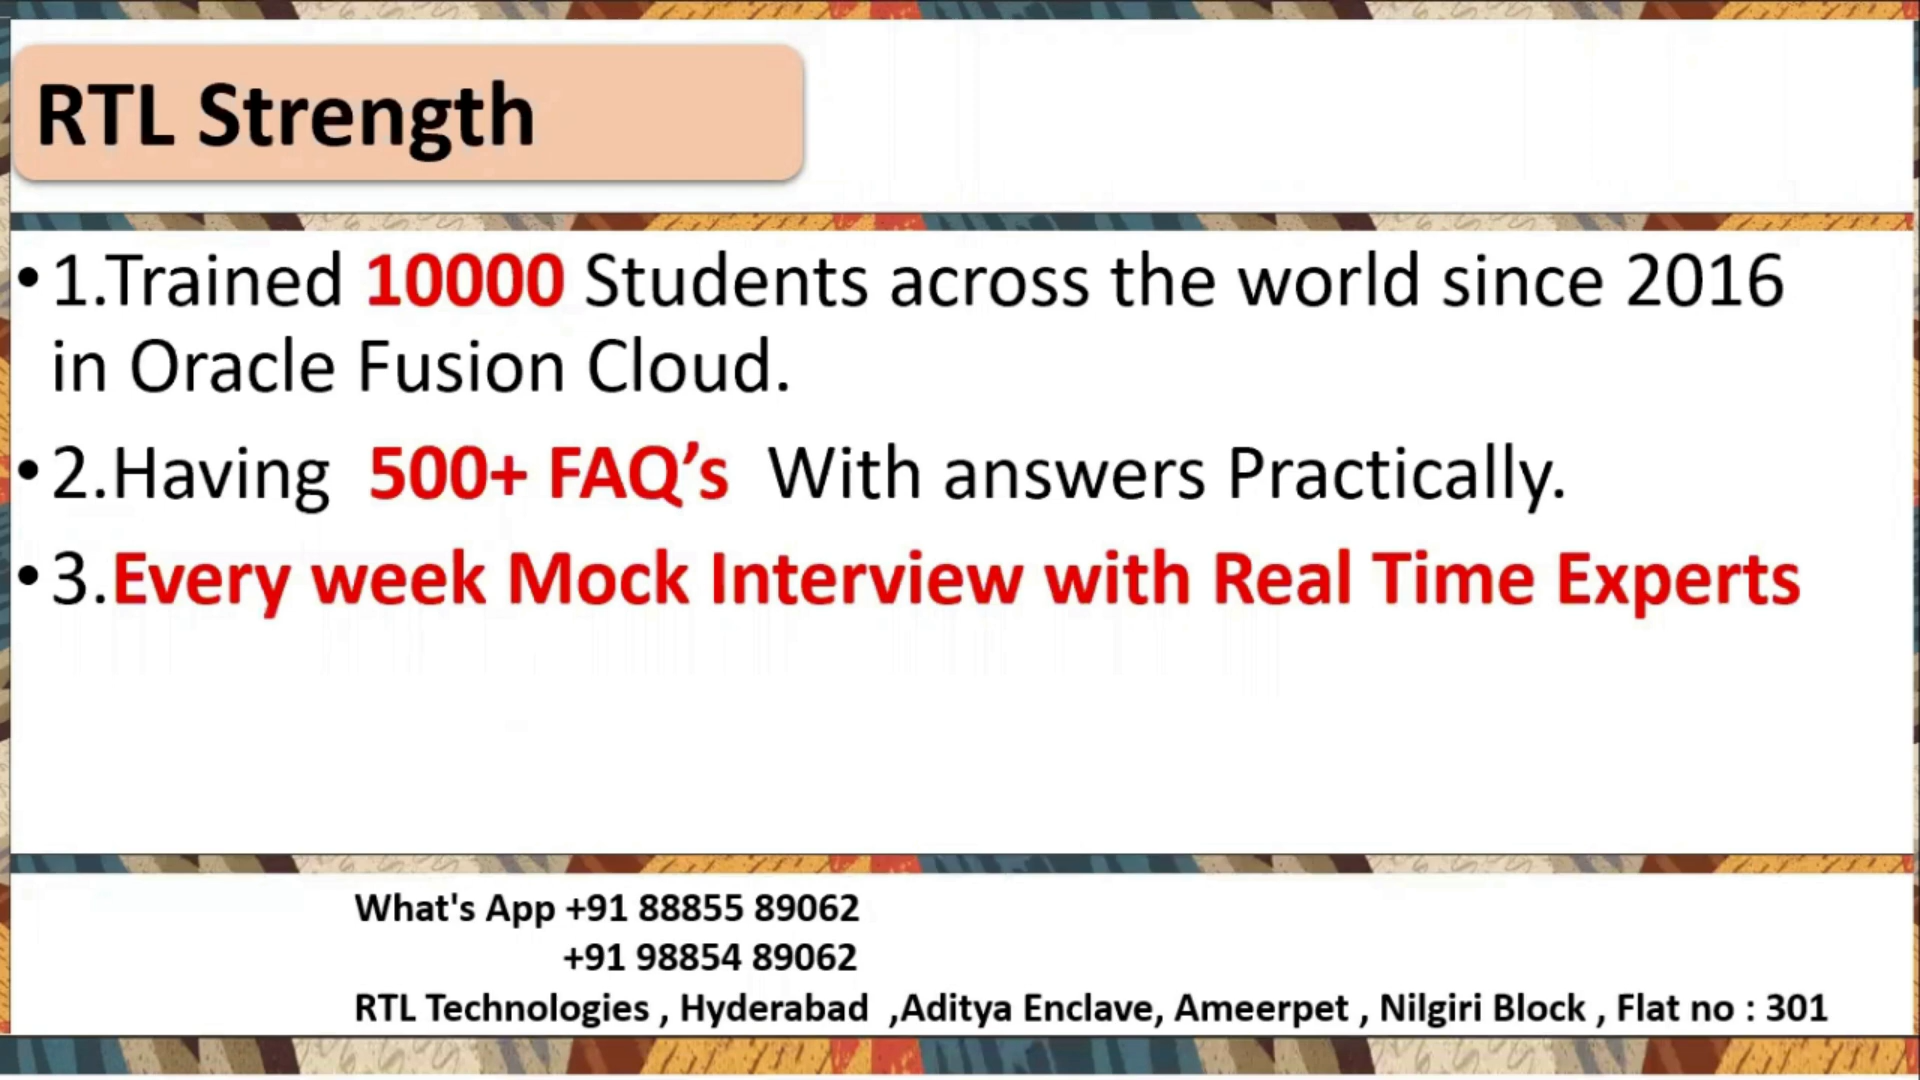 RTL Strength
•1.Trained 10000 Students across the world since 2016
in Oracle Fusion Cloud.
•2.Having 500+ FAQ’s With answers Practically.
•3.Every week Mock Interview with Real Time Experts
What's App +91 88855 89062
+91 98854 89062
RTL Technologies , Hyderabad ,Aditya Enclave, Ameerpet , Nilgiri Block , Flat no : 301